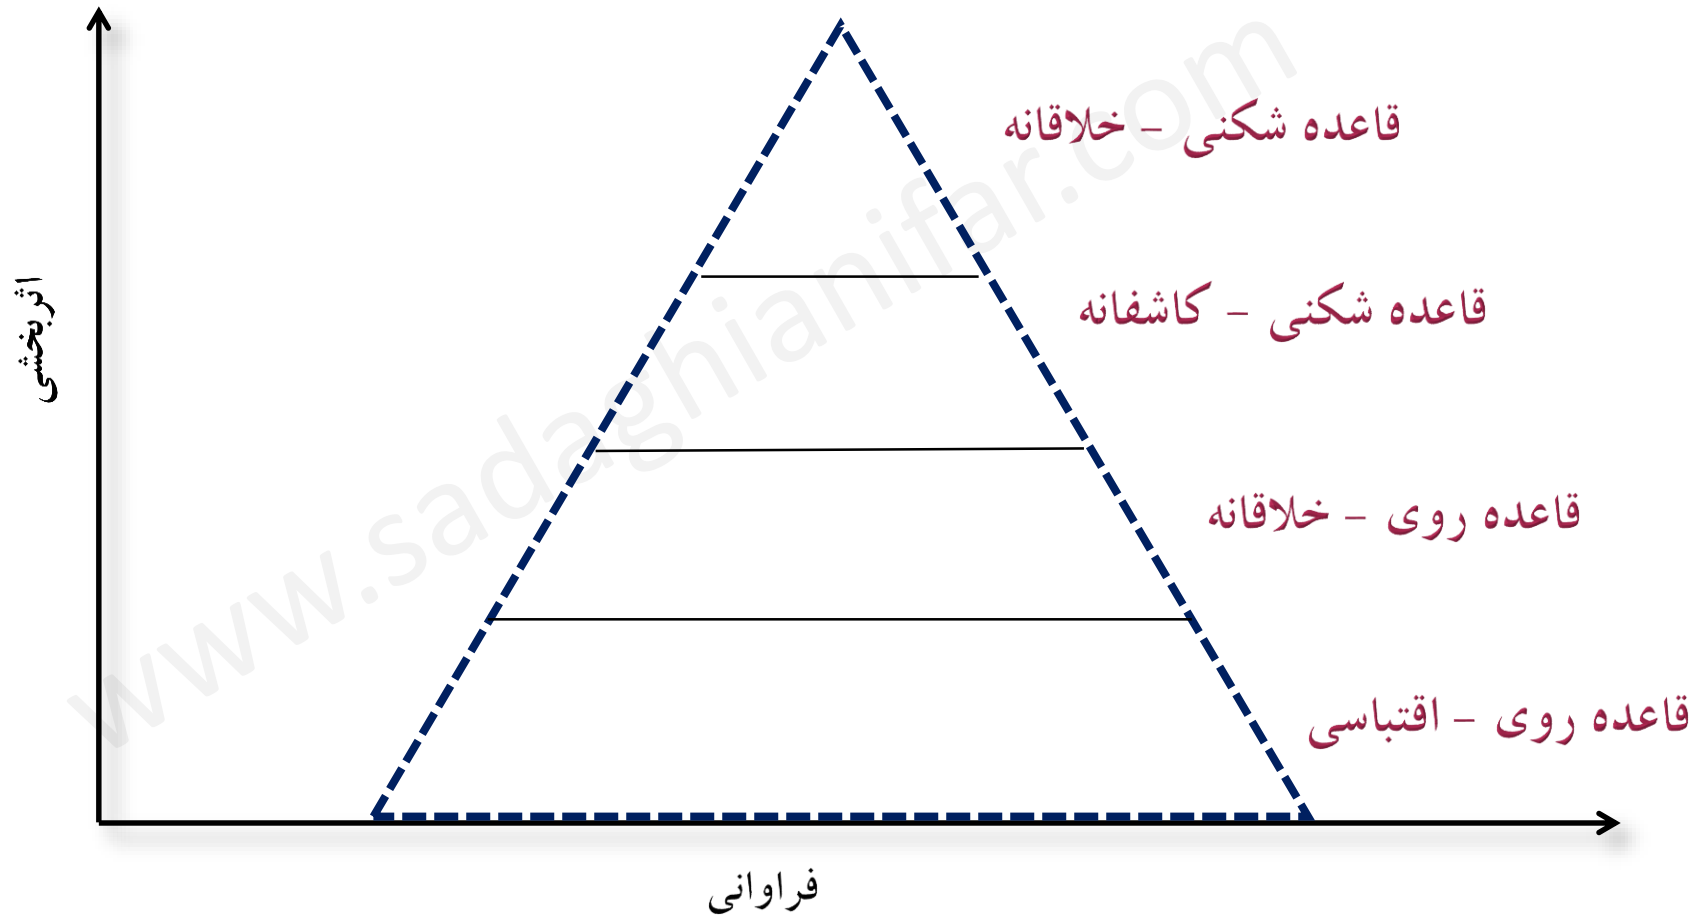 قاعده شکنی – خلاقانه
قاعده شکنی – کاشفانه
قاعده روی – خلاقانه
قاعده روی – اقتباسی
اثربخشی
فراوانی
www.sadaghianifar.com